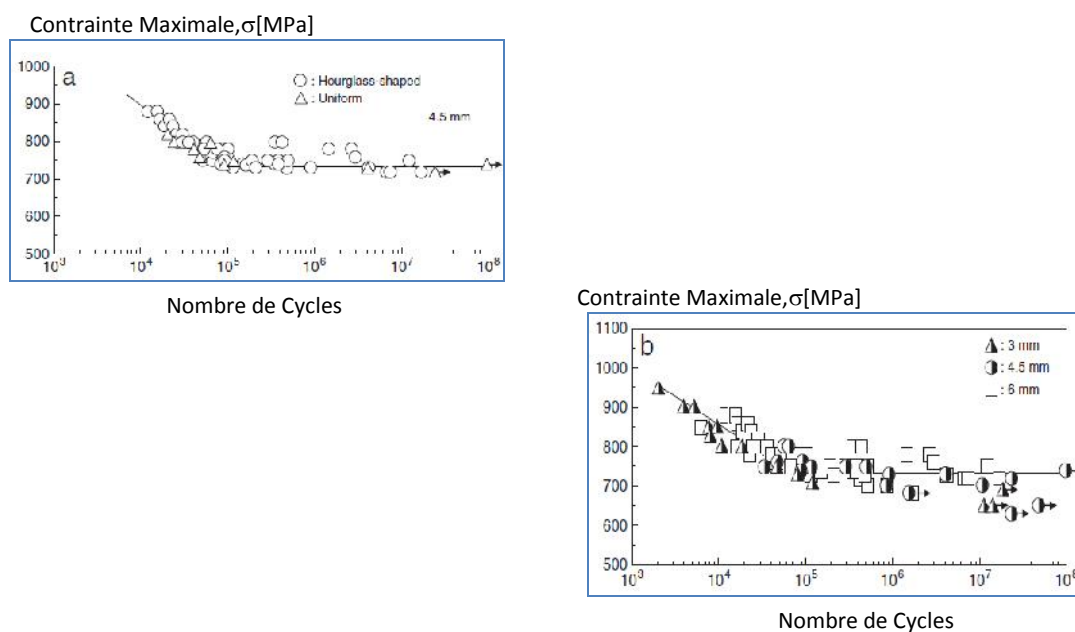 Contrainte Maximale,σ[MPa]
1000
900
800
700
600
500
a
○ : Hourglass-shaped
△ : Uniform
4.5 mm
10³ 10⁴ 10⁵ 10⁶ 10⁷ 10⁸
Nombre de Cycles
Contrainte Maximale,σ[MPa]
1100
1000
900
800
700
600
500
b
: 3 mm
: 4.5 mm
: 6 mm
10³ 10⁴ 10⁵ 10⁶ 10⁷ 10⁸
Nombre de Cycles